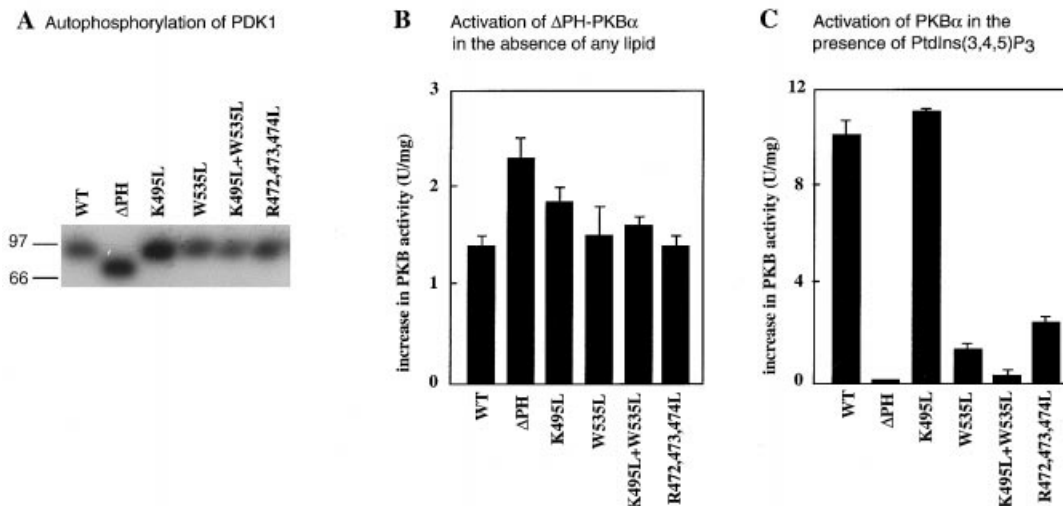 A Autophosphorylation of PDK1
WT
ΔPH
K495L
W535L
K495L+W535L
R472,473,474L
97
66
B Activation of ΔPH-PKBα
in the absence of any lipid
increase in PKB activity (U/mg)
3
2
1
0
WT
ΔPH
K495L
W535L
K495L+W535L
R472,473,474L
C Activation of PKBα in the
presence of PtdIns(3,4,5)P₃
increase in PKB activity (U/mg)
12
8
4
0
WT
ΔPH
K495L
W535L
K495L+W535L
R472,473,474L